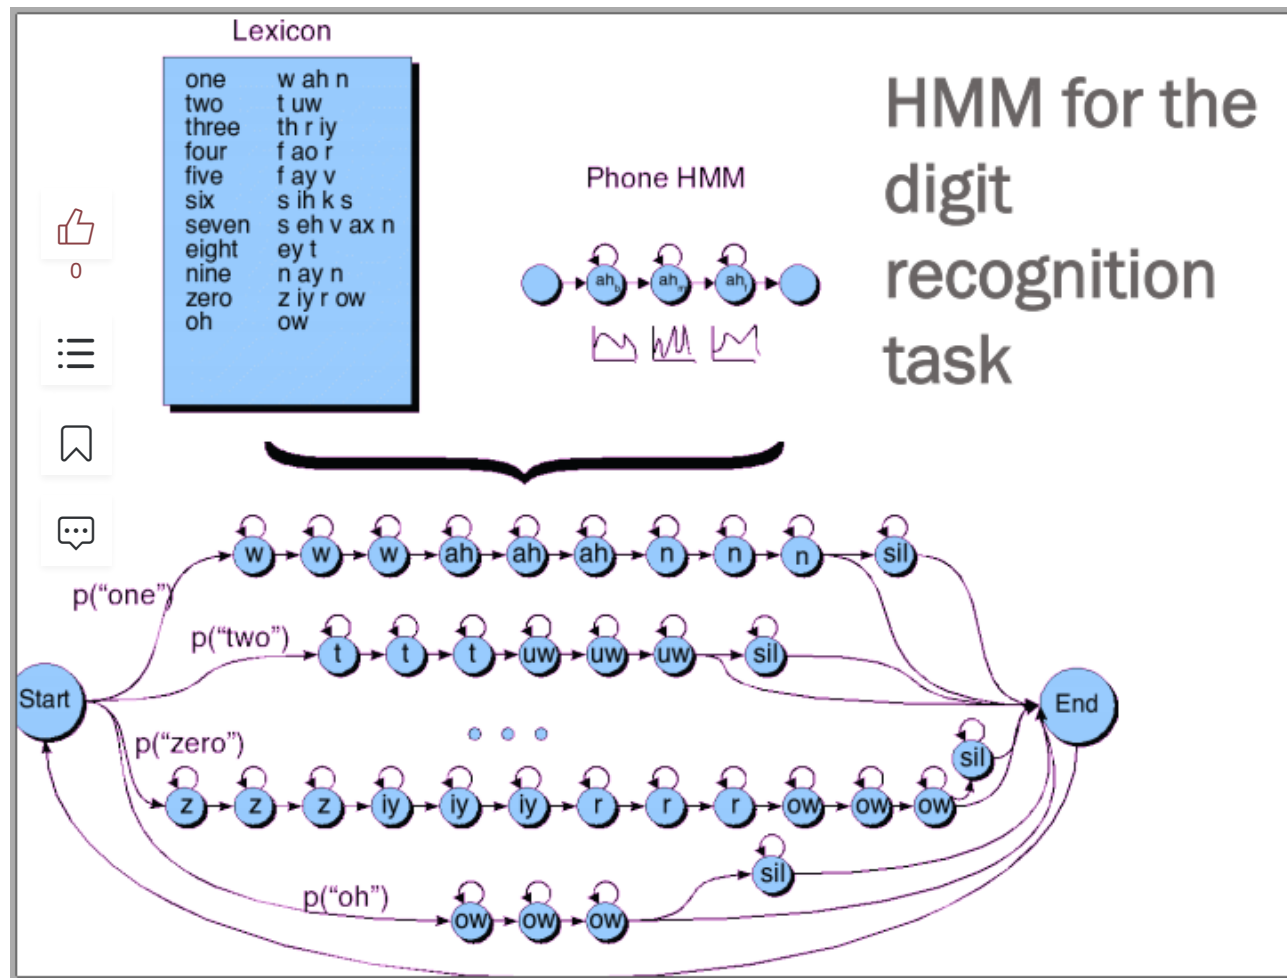 Lexicon
one w ah n
two t uw
three th r iy
four f ao r
five f ay v
six s ih k s
seven s eh v ax n
eight ey t
nine n ay n
zero z iy r ow
oh ow
Phone HMM
ah_b ah_m ah_f
HMM for the
digit
recognition
task
0
w w w ah ah ah n n n sil
p(“one”)
p(“two”)
t t t uw uw uw sil
Start
End
p(“zero”)
sil
z z z iy iy iy r r r ow ow ow
sil
p(“oh”)
ow ow ow